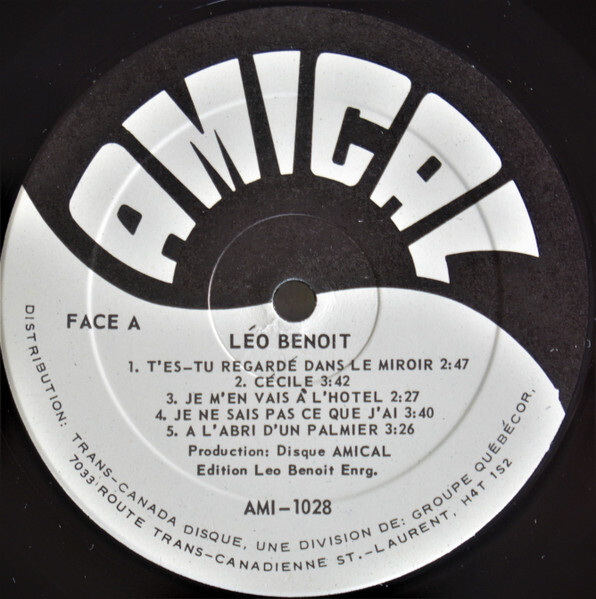 AMICAL
FACE A
LÉO BENOIT
1. T'ES-TU REGARDÉ DANS LE MIROIR 2:47
2. CÉCILE 3:42
3. JE M'EN VAIS À L'HOTEL 2:27
4. JE NE SAIS PAS CE QUE J'AI 3:40
5. A L'ABRI D'UN PALMIER 3:26
Production: Disque AMICAL
Edition Leo Benoit Enrg.
AMI-1028
DISTRIBUTION: TRANS-CANADA DISQUE, UNE DIVISION DE: GROUPE QUÉBÉCOR,
7033 ROUTE TRANS-CANADIENNE ST.-LAURENT, H4T 1S2